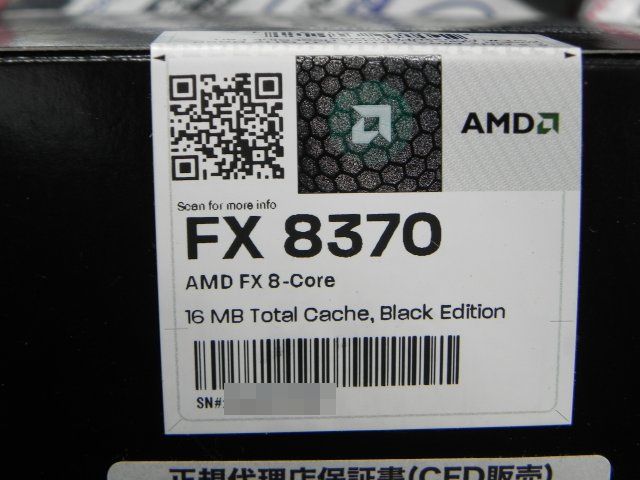 AMD
Scan for more info
FX 8370
AMD FX 8-Core
16 MB Total Cache, Black Edition
SN#:
正規代理店保証書(CFD販売)